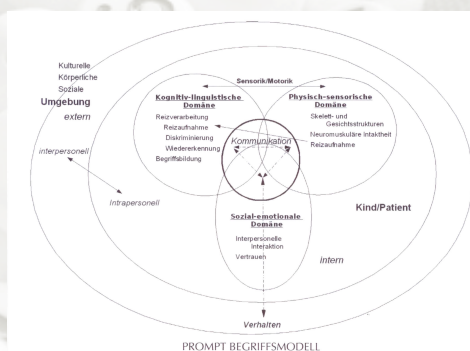 Kulturelle
Körperliche
Soziale
Umgebung
extern
interpersonell
Intrapersonell
Sensorik/Motorik
Kognitiv-linguistische
Domäne
Reizverarbeitung
Reizaufnahme
Diskriminierung
Wiedererkennung
Begriffsbildung
Physisch-sensorische
Domäne
Skelett- und
Gesichtsstrukturen
Neuromuskuläre Intaktheit
Reizaufnahme
Kommunikation
Sozial-emotionale
Domäne
Interpersonelle
Interaktion
Vertrauen
Kind/Patient
intern
Verhalten
PROMPT BEGRIFFSMODELL